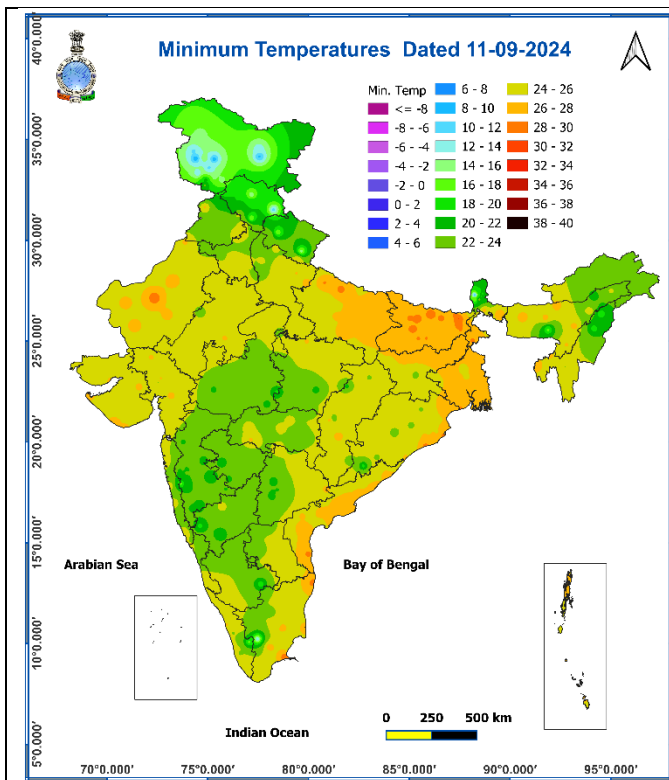 Minimum Temperatures Dated 11-09-2024
Min. Temp
<= -8
-8 - -6
-6 - -4
-4 - -2
-2 - 0
0 - 2
2 - 4
4 - 6
6 - 8
8 - 10
10 - 12
12 - 14
14 - 16
16 - 18
18 - 20
20 - 22
22 - 24
24 - 26
26 - 28
28 - 30
30 - 32
32 - 34
34 - 36
36 - 38
38 - 40
40°0.000'
35°0.000'
30°0.000'
25°0.000'
20°0.000'
15°0.000'
10°0.000'
5°0.000'
Arabian Sea
Bay of Bengal
Indian Ocean
0 250 500 km
70°0.000' 75°0.000' 80°0.000' 85°0.000' 90°0.000' 95°0.000'